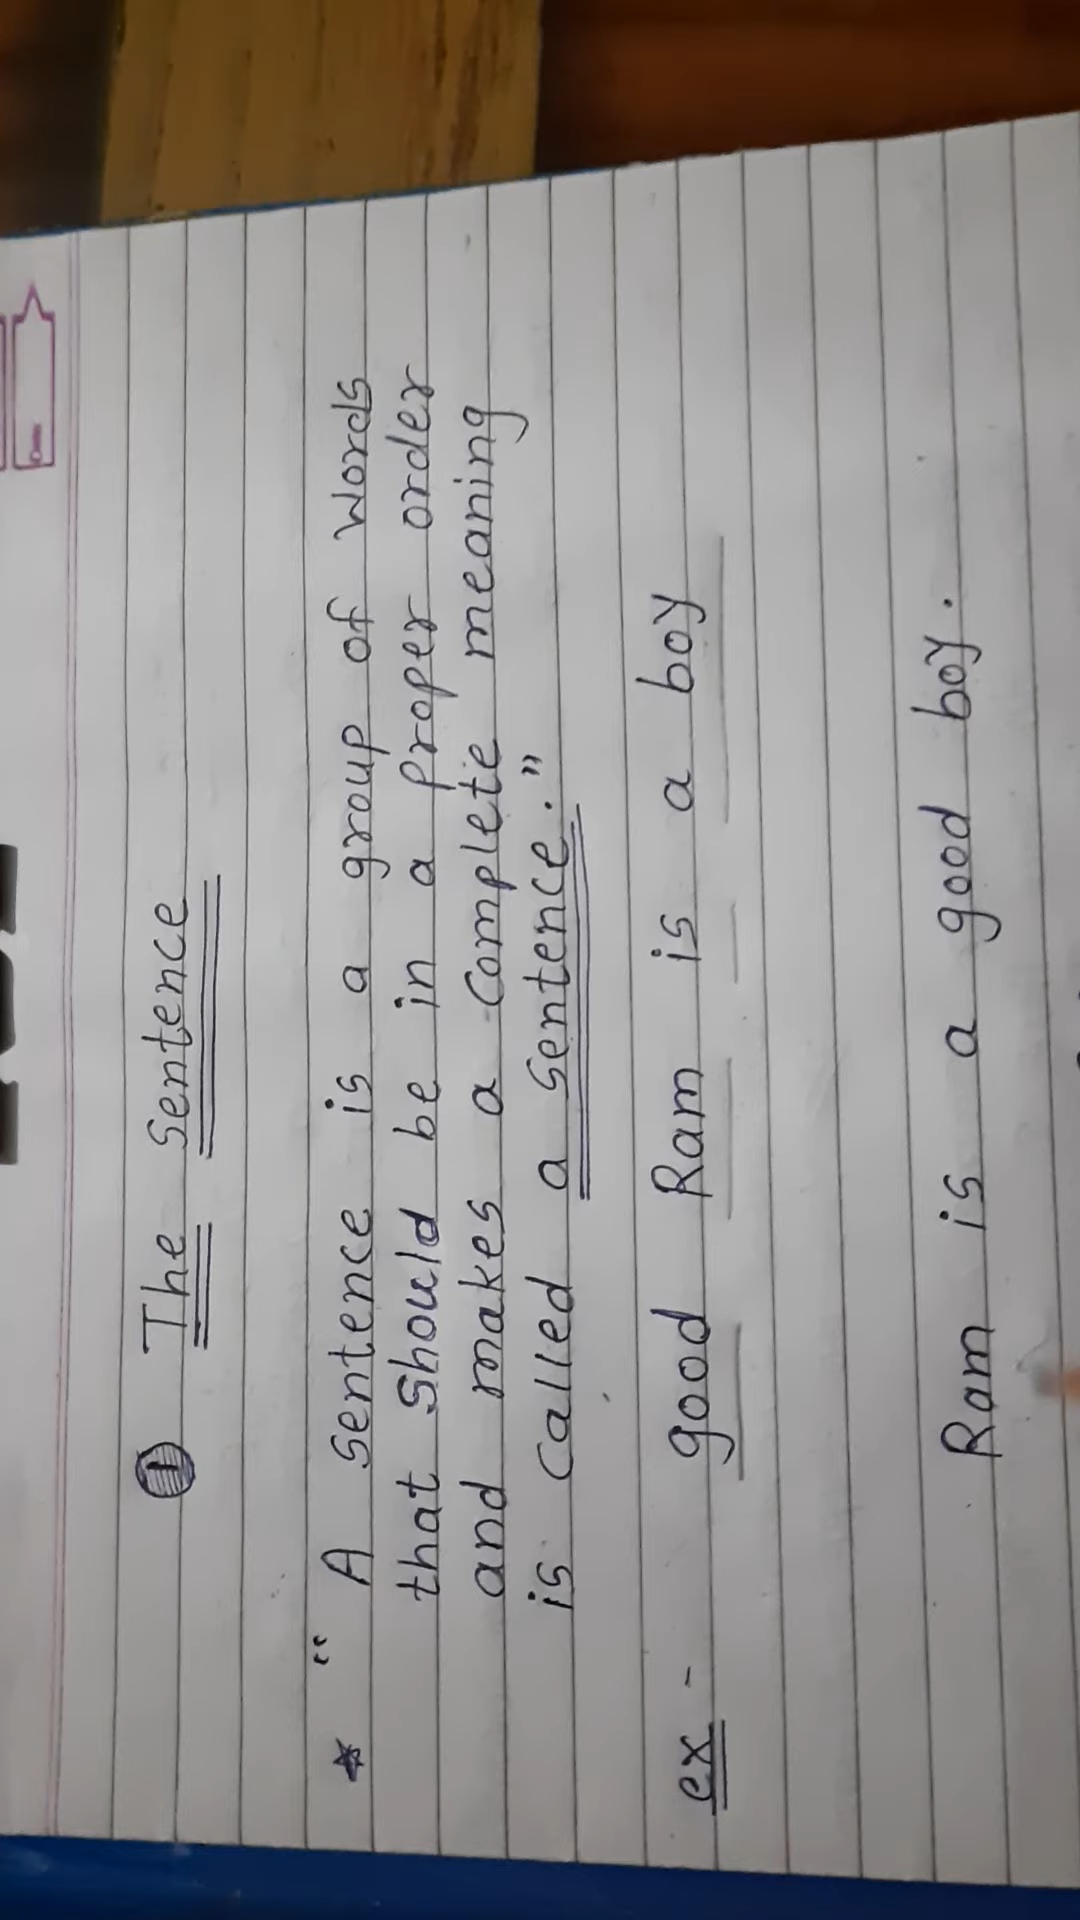 ① The Sentence
* " A Sentence is a group of words
that Should be in a proper order
and makes a Complete meaning
is Called a Sentence."
ex - good Ram is a boy
Ram is a good boy.